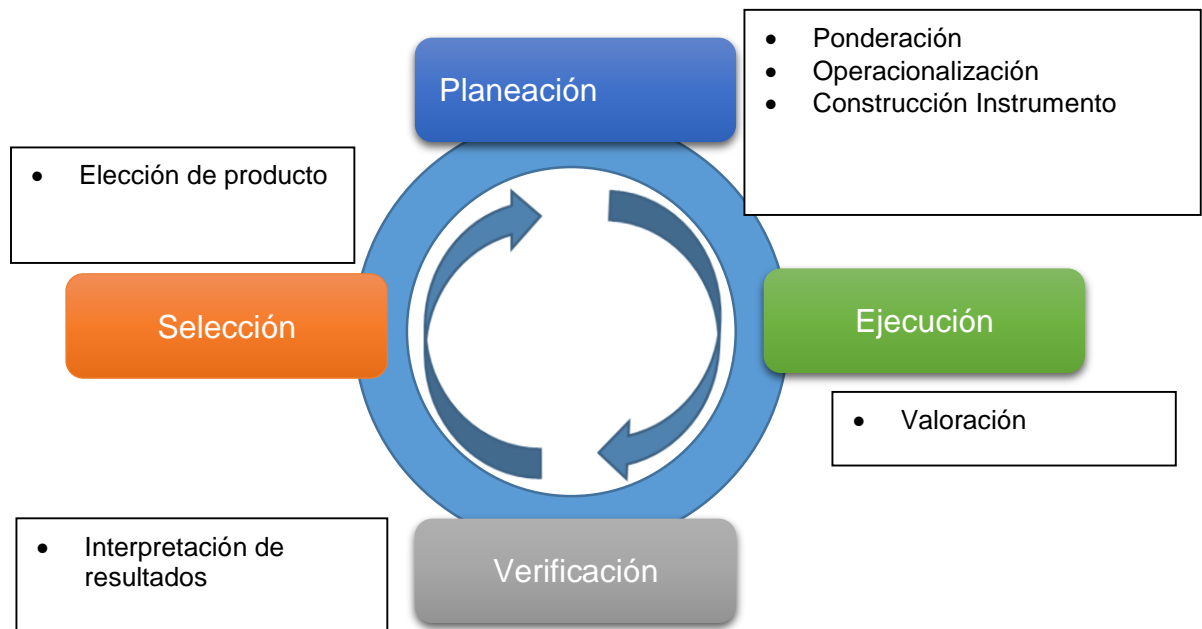 Planeación
• Ponderación
• Operacionalización
• Construcción Instrumento
• Elección de producto
Selección
Ejecución
• Valoración
• Interpretación de
resultados
Verificación